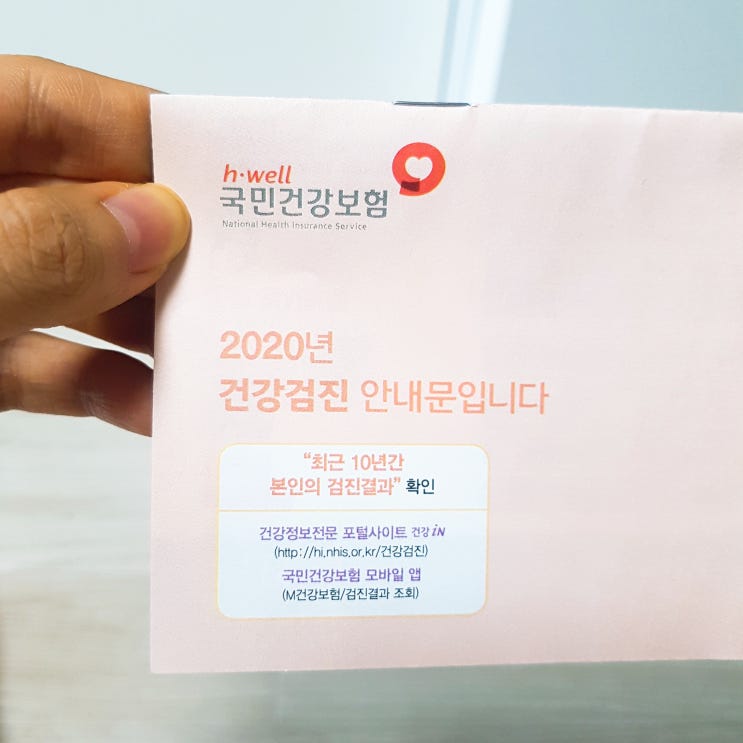 h·well
국민건강보험
National Health Insurance Service
2020년
건강검진 안내문입니다
“최근 10년간
본인의 검진결과” 확인
건강정보전문 포털사이트 건강iN
(http://hi.nhis.or.kr/건강검진)
국민건강보험 모바일 앱
(M건강보험/검진결과 조회)